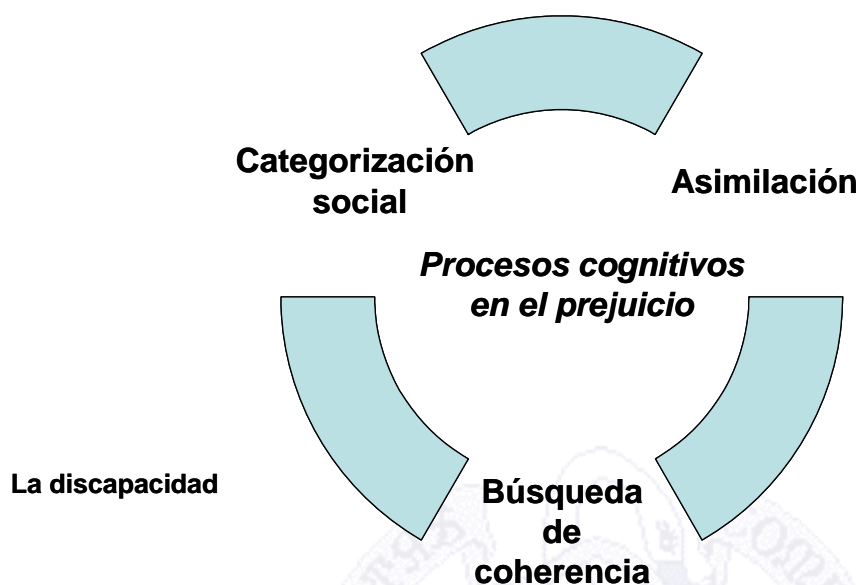 Categorización
social
Asimilación
Procesos cognitivos
en el prejuicio
La discapacidad
Búsqueda
de
coherencia